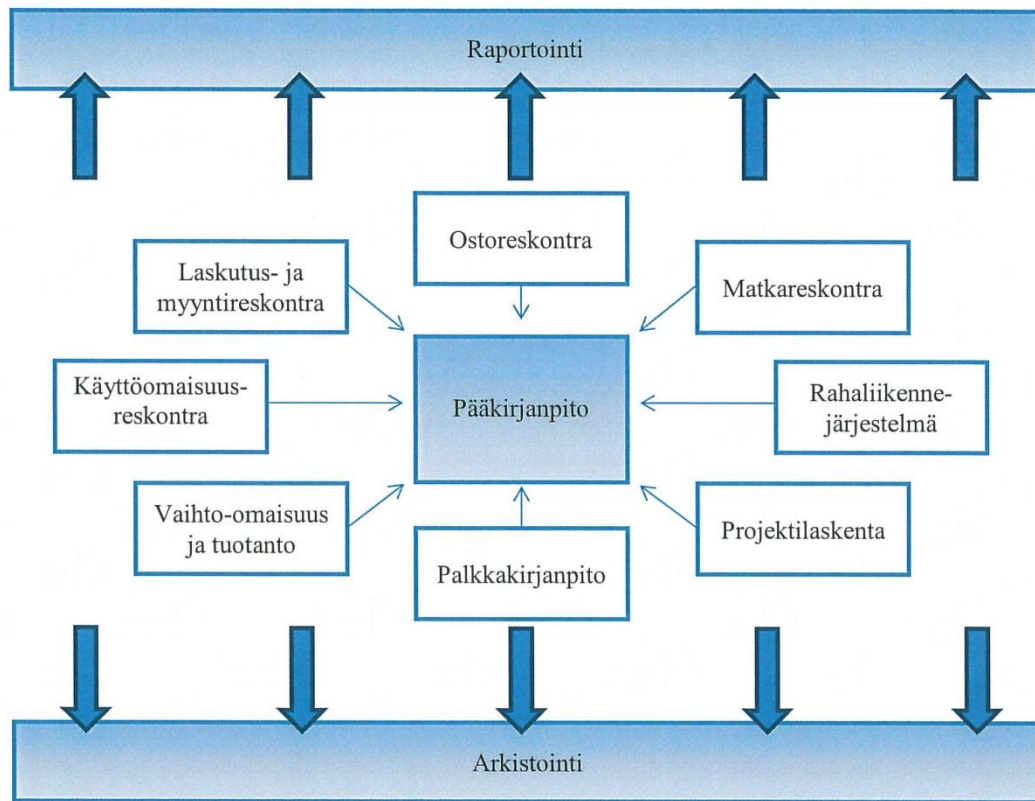 Raportointi
Ostoreskontra
Laskutus- ja
myyntireskontra
Matkareskontra
Käyttöomaisuus-
reskontra
Pääkirjanpito
Rahaliikenne-
järjestelmä
Vaihto-omaisuus
ja tuotanto
Palkkakirjanpito
Projektilaskenta
Arkistointi